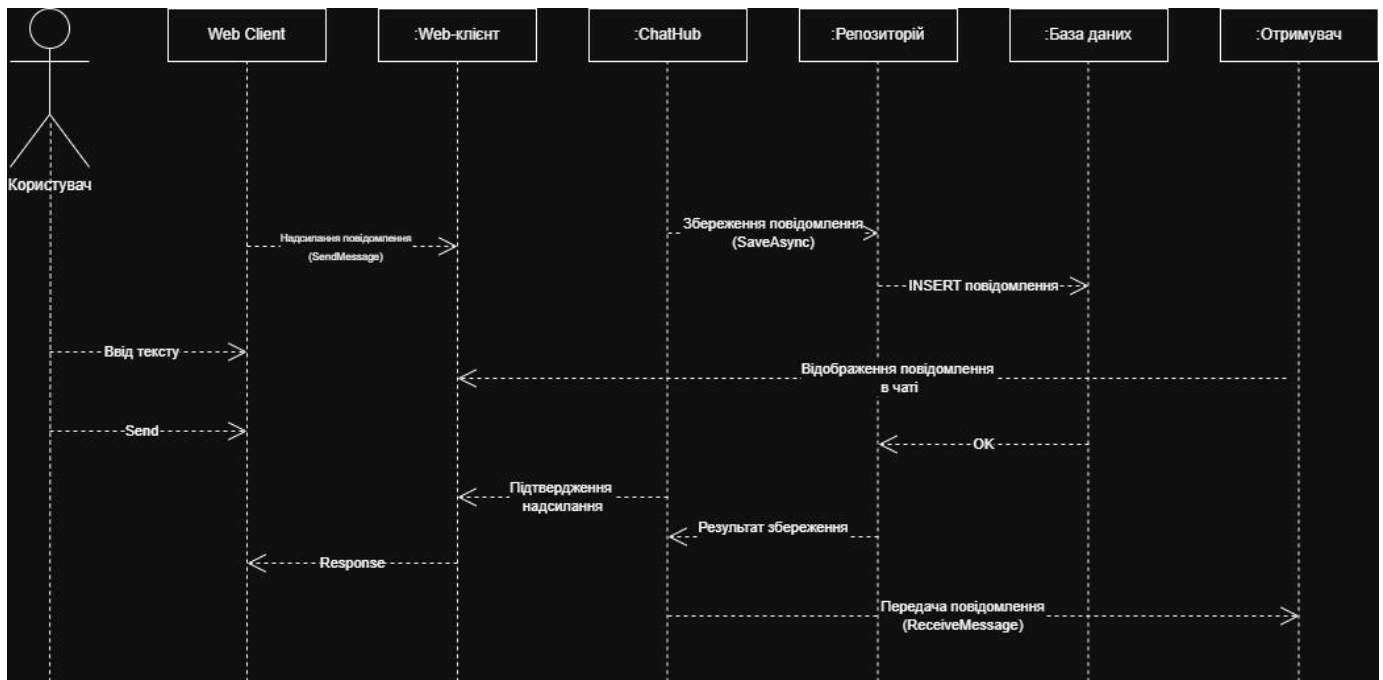 Web Client
:Web-клієнт
:ChatHub
:Репозиторій
:База даних
:Отримувач
Користувач
Збереження повідомлення
(SaveAsync)
Надсилання повідомлення
(SendMessage)
INSERT повідомлення
Ввід тексту
Відображення повідомлення
в чаті
Send
OK
Підтвердження
надсилання
Результат збереження
Response
Передача повідомлення
(ReceiveMessage)